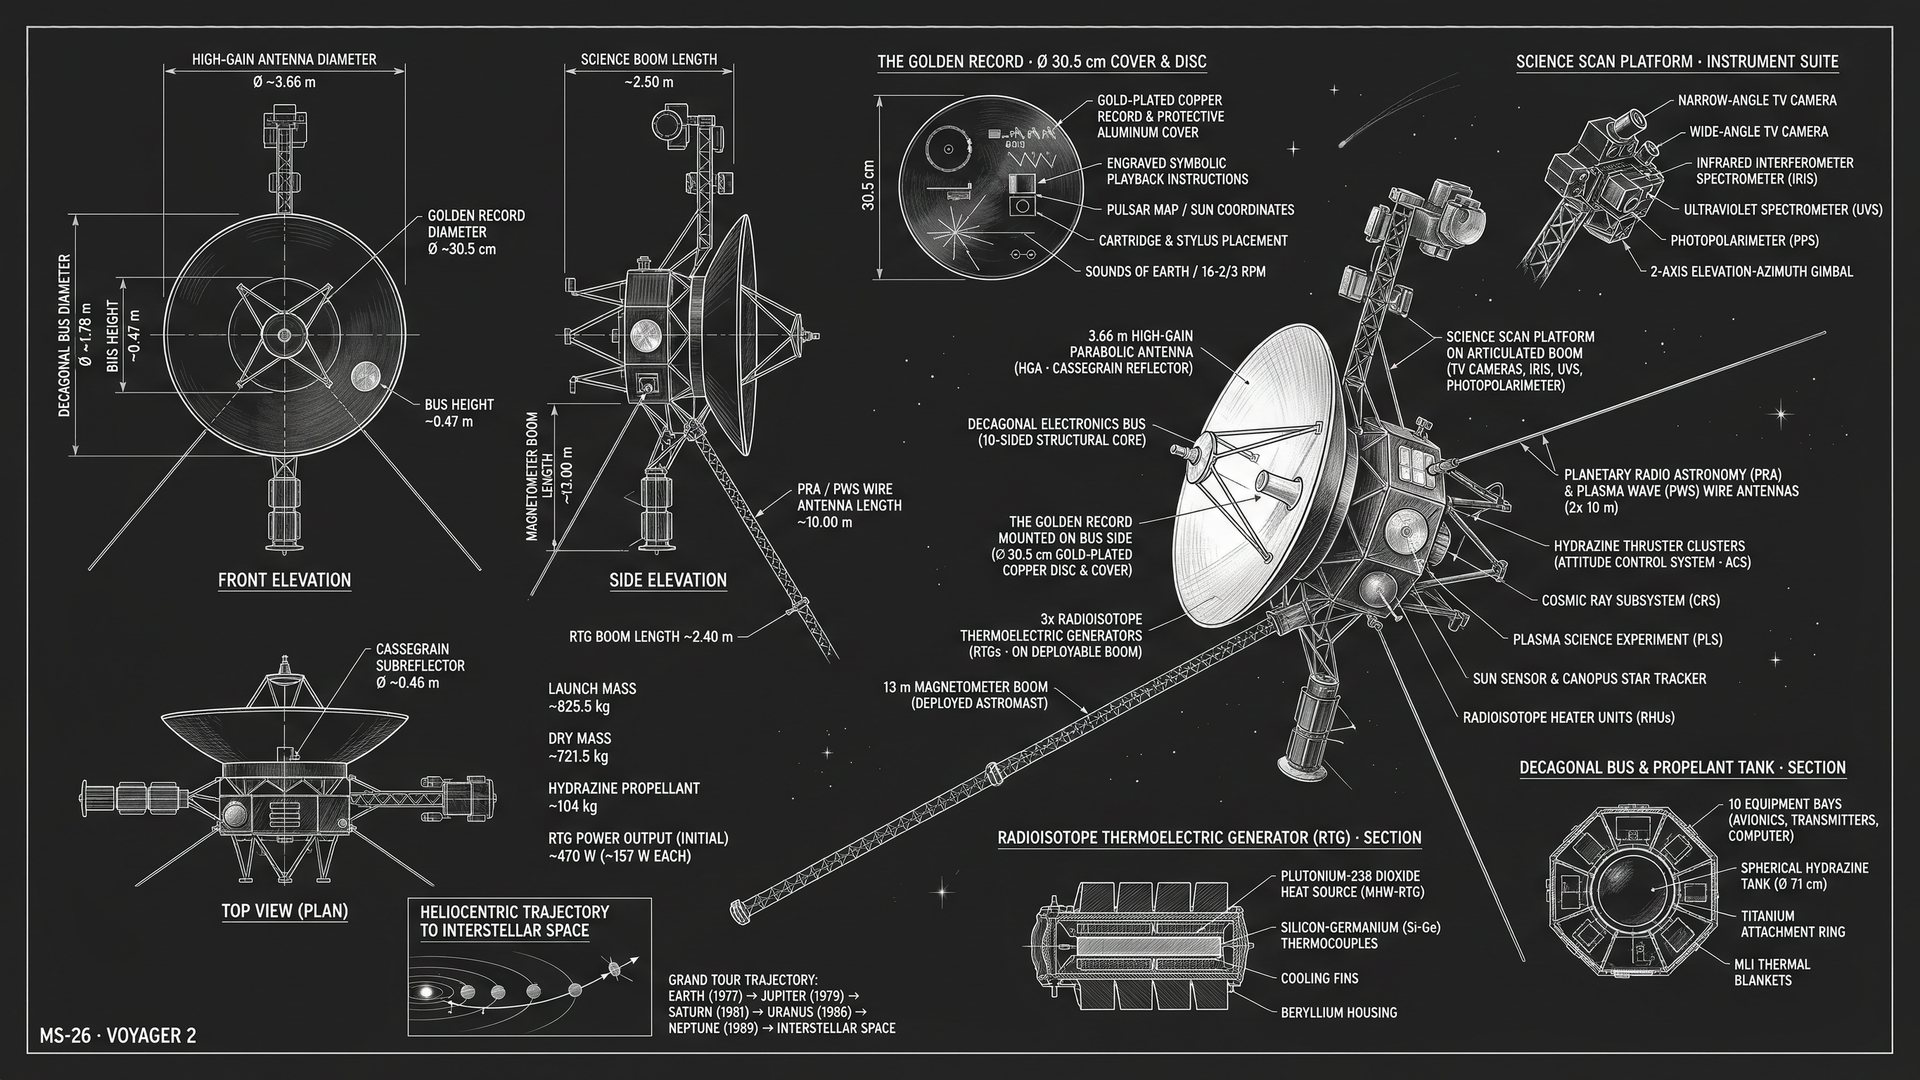 HIGH-GAIN ANTENNA DIAMETER
Ø ~3.66 m
DECAGONAL BUS DIAMETER
Ø ~1.78 m
BIIS HEIGHT
~0.47 m
GOLDEN RECORD
DIAMETER
Ø ~30.5 cm
BUS HEIGHT
~0.47 m
FRONT ELEVATION
SCIENCE BOOM LENGTH
~2.50 m
MAGNETOMETER BOOM
LENGTH
PRA / PWS WIRE
ANTENNA LENGTH
~10.00 m
SIDE ELEVATION
RTG BOOM LENGTH ~2.40 m
CASSEGRAIN
SUBREFLECTOR
Ø ~0.46 m
TOP VIEW (PLAN)
LAUNCH MASS
~825.5 kg
DRY MASS
~721.5 kg
HYDRAZINE PROPELLANT
~104 kg
RTG POWER OUTPUT (INITIAL)
~470 W (~157 W EACH)
HELIOCENTRIC TRAJECTORY
TO INTERSTELLAR SPACE
GRAND TOUR TRAJECTORY:
EARTH (1977) → JUPITER (1979) →
SATURN (1981) → URANUS (1986) →
NEPTUNE (1989) → INTERSTELLAR SPACE
MS-26 · VOYAGER 2
THE GOLDEN RECORD · Ø 30.5 cm COVER & DISC
30.5 cm
GOLD-PLATED COPPER
RECORD & PROTECTIVE
ALUMINUM COVER
ENGRAVED SYMBOLIC
PLAYBACK INSTRUCTIONS
PULSAR MAP / SUN COORDINATES
CARTRIDGE & STYLUS PLACEMENT
SOUNDS OF EARTH / 16-2/3 RPM
SCIENCE SCAN PLATFORM · INSTRUMENT SUITE
NARROW-ANGLE TV CAMERA
WIDE-ANGLE TV CAMERA
INFRARED INTERFEROMETER
SPECTROMETER (IRIS)
ULTRAVIOLET SPECTROMETER (UVS)
PHOTOPOLARIMETER (PPS)
2-AXIS ELEVATION-AZIMUTH GIMBAL
3.66 m HIGH-GAIN
PARABOLIC ANTENNA
(HGA · CASSEGRAIN REFLECTOR)
DECAGONAL ELECTRONICS BUS
(10-SIDED STRUCTURAL CORE)
THE GOLDEN RECORD
MOUNTED ON BUS SIDE
(∅ 30.5 cm GOLD-PLATED
COPPER DISC & COVER)
3x RADIOISOTOPE
THERMOELECTRIC GENERATORS
(RTGs · ON DEPLOYABLE BOOM)
13 m MAGNETOMETER BOOM
(DEPLOYED ASTROMAST)
SCIENCE SCAN PLATFORM
ON ARTICULATED BOOM
(TV CAMERAS, IRIS, UVS,
PHOTOPOLARIMETER)
PLANETARY RADIO ASTRONOMY (PRA)
& PLASMA WAVE (PWS) WIRE ANTENNAS
(2x 10 m)
HYDRAZINE THRUSTER CLUSTERS
(ATTITUDE CONTROL SYSTEM · ACS)
COSMIC RAY SUBSYSTEM (CRS)
PLASMA SCIENCE EXPERIMENT (PLS)
SUN SENSOR & CANOPUS STAR TRACKER
RADIOISOTOPE HEATER UNITS (RHUs)
RADIOISOTOPE THERMOELECTRIC GENERATOR (RTG) · SECTION
PLUTONIUM-238 DIOXIDE
HEAT SOURCE (MHW-RTG)
SILICON-GERMANIUM (Si-Ge)
THERMOCOUPLES
COOLING FINS
BERYLLIUM HOUSING
DECAGONAL BUS & PROPELANT TANK · SECTION
10 EQUIPMENT BAYS
(AVIONICS, TRANSMITTERS,
COMPUTER)
SPHERICAL HYDRAZINE
TANK (Ø 71 cm)
TITANIUM
ATTACHMENT RING
MLI THERMAL
BLANKETS